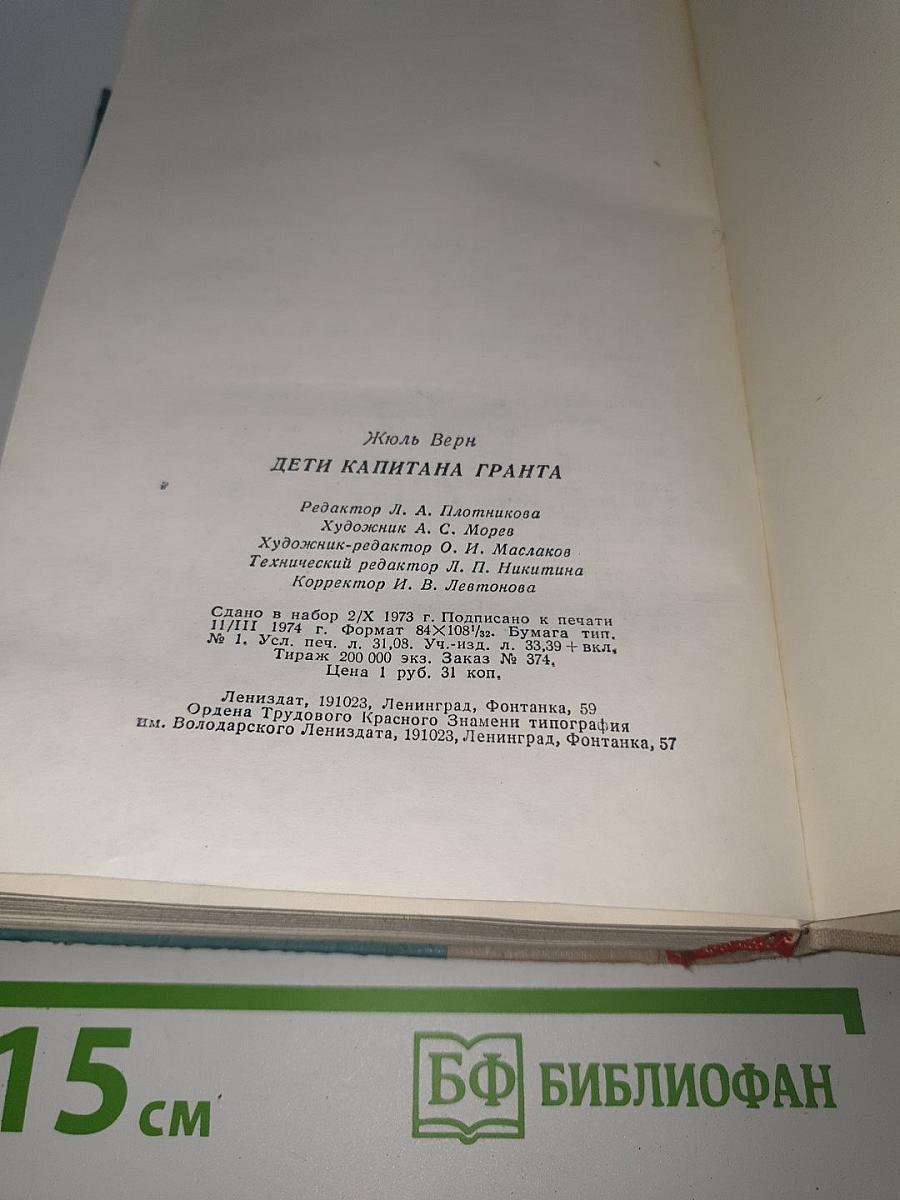 Жюль Верн
ДЕТИ КАПИТАНА ГРАНТА
Редактор Л. А. Плотникова
Художник А. С. Морев
Художник-редактор О. И. Маслаков
Технический редактор Л. П. Никитина
Корректор И. В. Левтонова
Сдано в набор 2/X 1973 г. Подписано к печати
11/III 1974 г. Формат 84×108¹/₃₂. Бумага тип.
№ 1. Усл. печ. л. 31,08. Уч.-изд. л. 33,39 + вкл.
Тираж 200 000 экз. Заказ № 374.
Цена 1 руб. 31 коп.
Лениздат, 191023, Ленинград, Фонтанка, 59
Ордена Трудового Красного Знамени типография
им. Володарского Лениздата, 191023, Ленинград, Фонтанка, 57
15 см
БФ БИБЛИОФАН